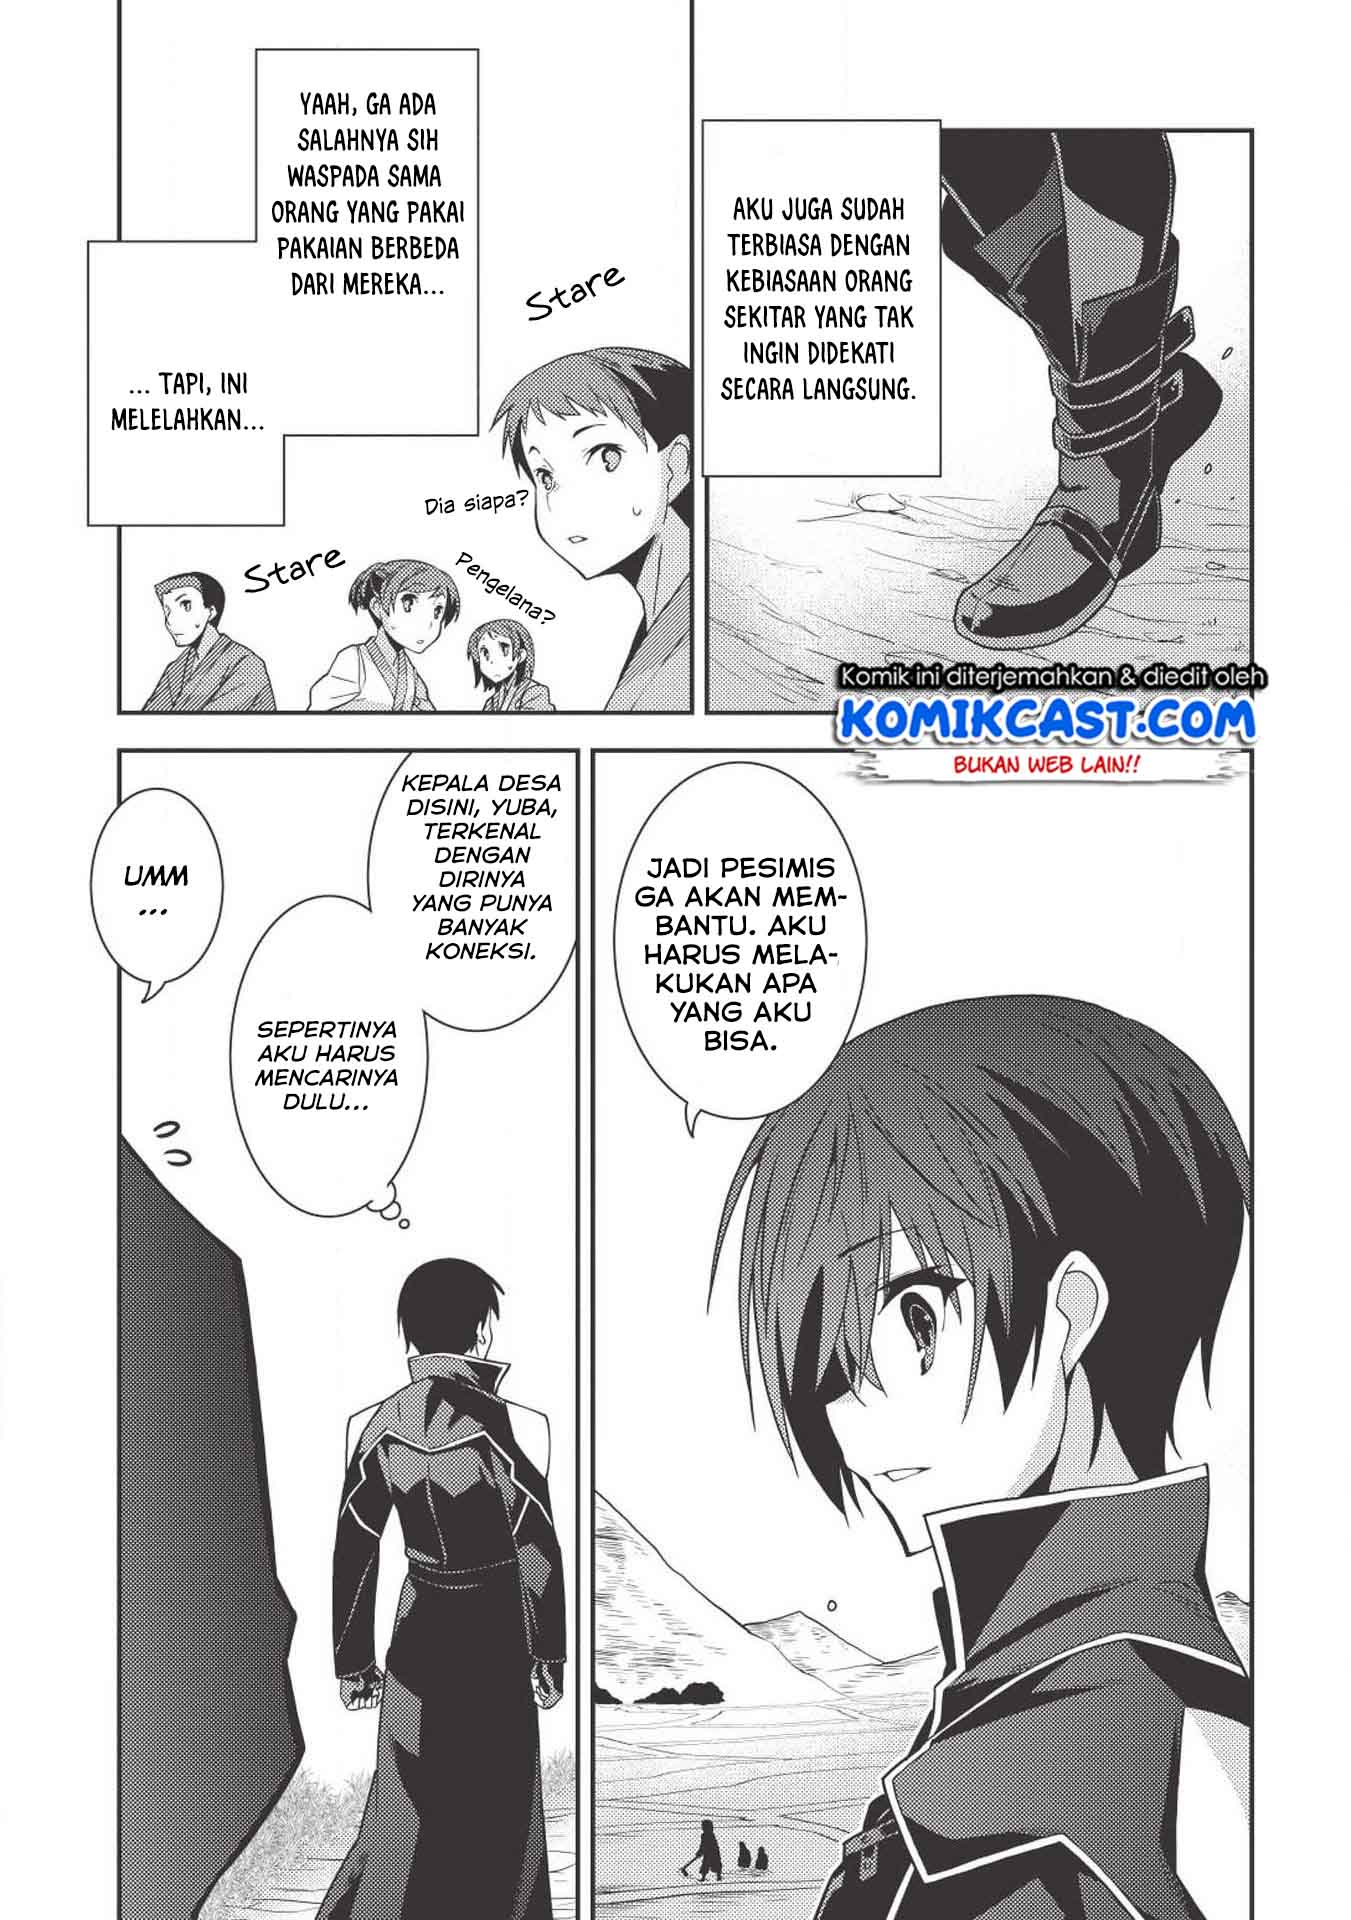 AKU JUGA SUDAH
TERBIASA DENGAN
KEBIASAAN ORANG
SEKITAR YANG TAK
INGIN DIDEKATI
SECARA LANGSUNG.
YAAH, GA ADA
SALAHNYA SIH
WASPADA SAMA
ORANG YANG PAKAI
PAKAIAN BERBEDA
DARI MEREKA...
... TAPI, INI
MELELAHKAN...
Stare
Dia siapa?
Stare
Pengelana?
Komik ini diterjemahkan & diedit oleh
KOMIKCAST.COM
BUKAN WEB LAIN!!
JADI PESIMIS
GA AKAN MEM-
BANTU. AKU
HARUS MELA-
KUKAN APA
YANG AKU
BISA.
KEPALA DESA
DISINI, YUBA,
TERKENAL
DENGAN
DIRINYA
YANG PUNYA
BANYAK
KONEKSI.
SEPERTINYA
AKU HARUS
MENCARINYA
DULU...
UMM
...